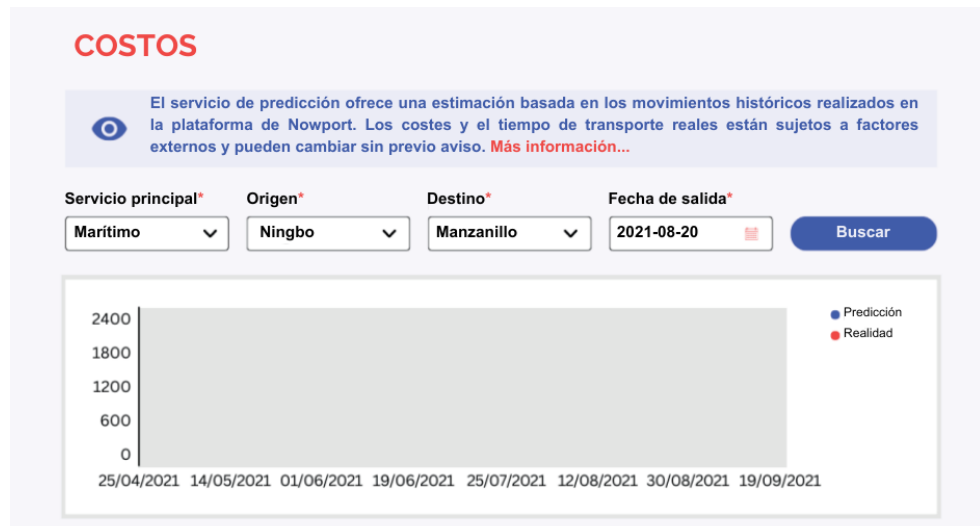 COSTOS
El servicio de predicción ofrece una estimación basada en los movimientos históricos realizados en
la plataforma de Nowport. Los costes y el tiempo de transporte reales están sujetos a factores
externos y pueden cambiar sin previo aviso. Más información...
Servicio principal* Origen* Destino* Fecha de salida*
Marítimo Ningbo Manzanillo 2021-08-20 Buscar
Predicción
Realidad
2400
1800
1200
600
0
25/04/2021 14/05/2021 01/06/2021 19/06/2021 25/07/2021 12/08/2021 30/08/2021 19/09/2021